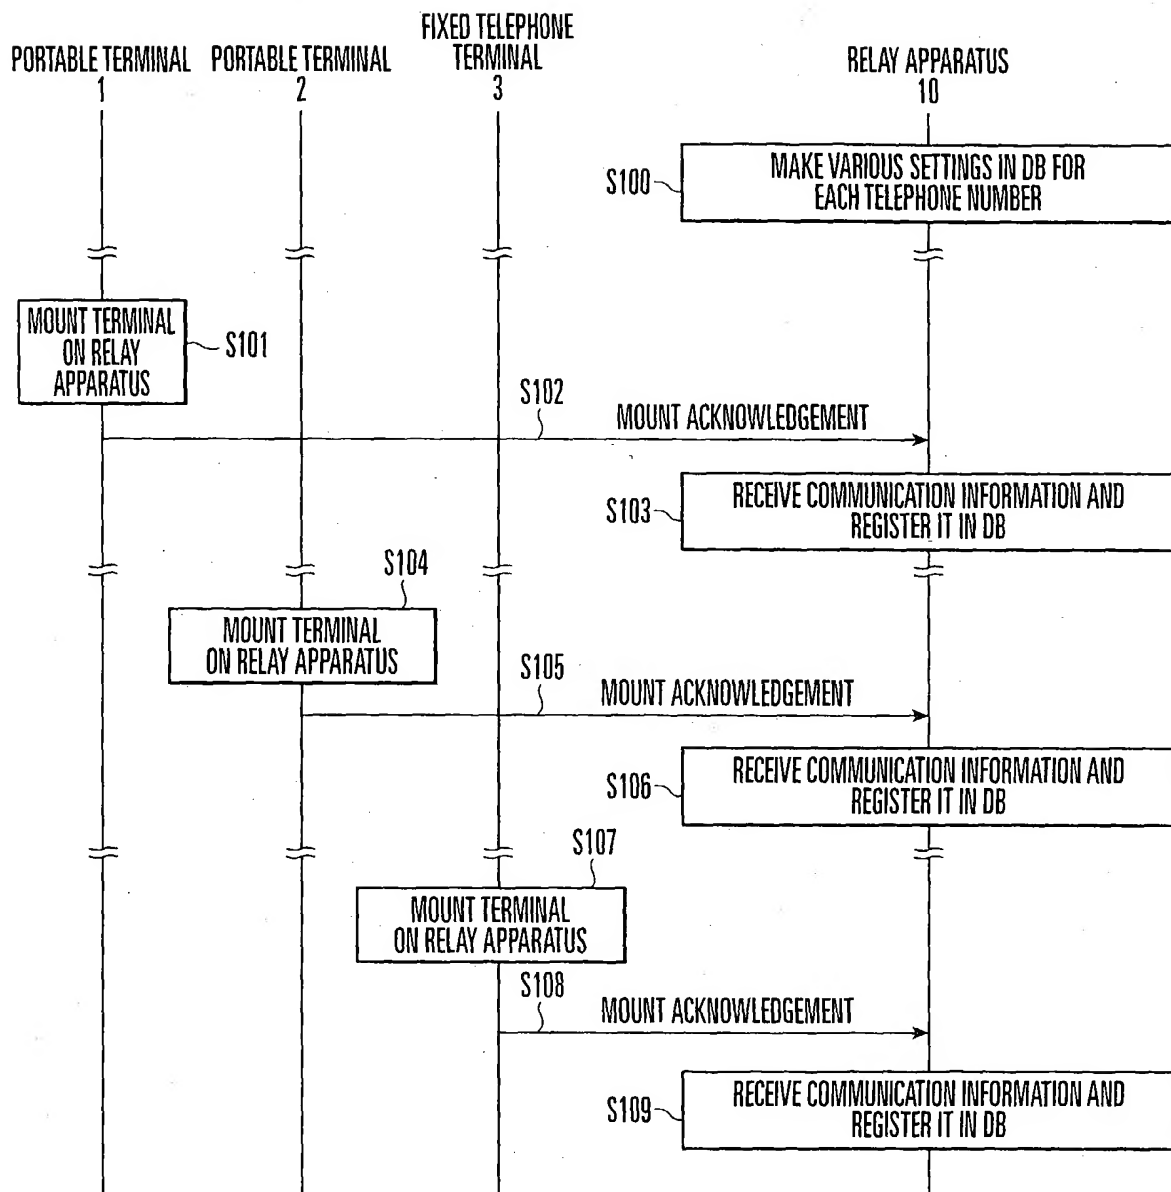 PORTABLE TERMINAL
1
PORTABLE TERMINAL
2
FIXED TELEPHONE
TERMINAL
3
RELAY APPARATUS
10
S100
MAKE VARIOUS SETTINGS IN DB FOR
EACH TELEPHONE NUMBER
MOUNT TERMINAL
ON RELAY
APPARATUS
S101
S102
MOUNT ACKNOWLEDGEMENT
S103
RECEIVE COMMUNICATION INFORMATION AND
REGISTER IT IN DB
S104
MOUNT TERMINAL
ON RELAY APPARATUS
S105
MOUNT ACKNOWLEDGEMENT
S106
RECEIVE COMMUNICATION INFORMATION AND
REGISTER IT IN DB
S107
MOUNT TERMINAL
ON RELAY APPARATUS
S108
MOUNT ACKNOWLEDGEMENT
S109
RECEIVE COMMUNICATION INFORMATION AND
REGISTER IT IN DB